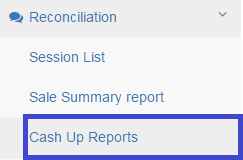 Reconciliation
Session List
Sale Summary report
Cash Up Reports